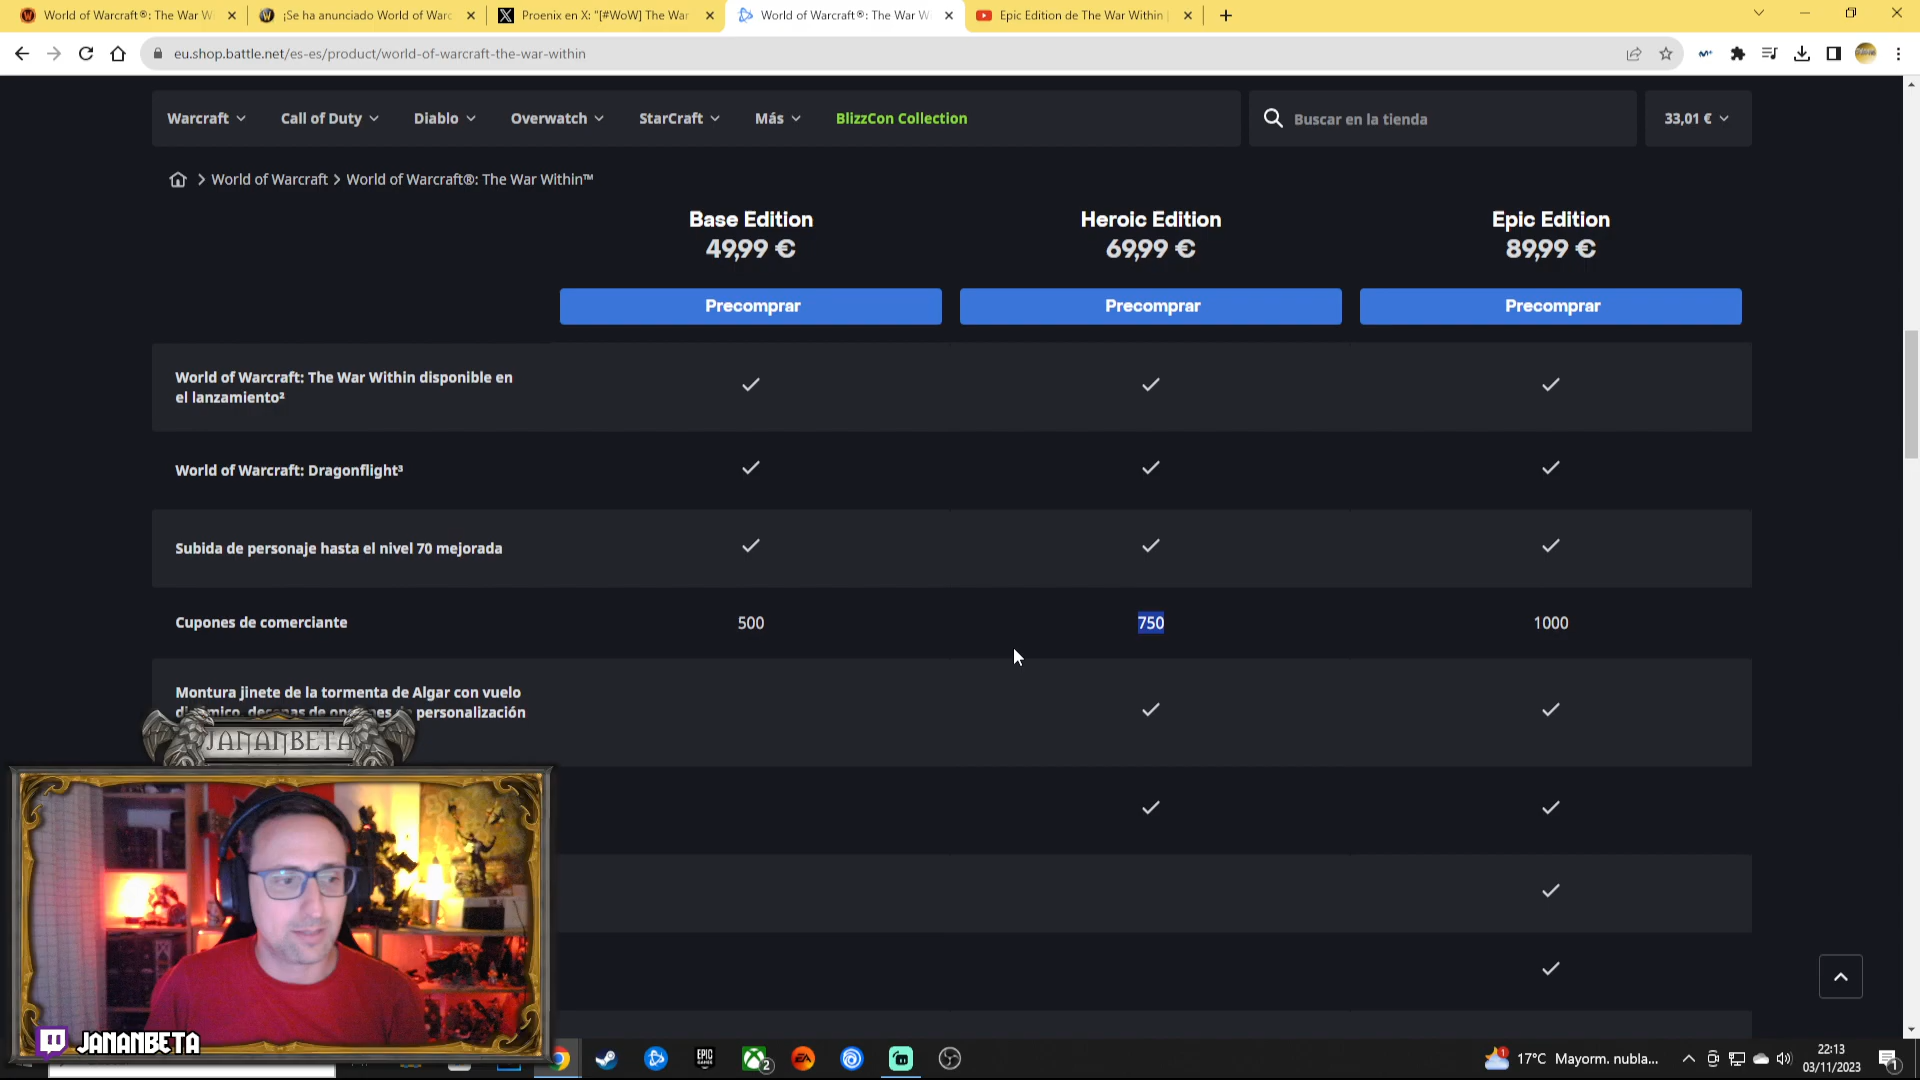 World of Warcraft®: The War W
¡Se ha anunciado World of Warc
Proenix en X: "[#WoW] The War
World of Warcraft®: The War W
Epic Edition de The War Within
eu.shop.battle.net/es-es/product/world-of-warcraft-the-war-within
Warcraft
Call of Duty
Diablo
Overwatch
StarCraft
Más
BlizzCon Collection
Buscar en la tienda
33,01 €
World of Warcraft > World of Warcraft®: The War Within™
Base Edition
49,99 €
Precomprar
Heroic Edition
69,99 €
Precomprar
Epic Edition
89,99 €
Precomprar
World of Warcraft: The War Within disponible en
el lanzamiento²
World of Warcraft: Dragonflight³
Subida de personaje hasta el nivel 70 mejorada
Cupones de comerciante
500
750
1000
Montura jinete de la tormenta de Algar con vuelo
personalización
JANANBETA
JANANBETA
EPIC
GAMES
2
EA
17°C Mayorm. nubla...
22:13
03/11/2023
1